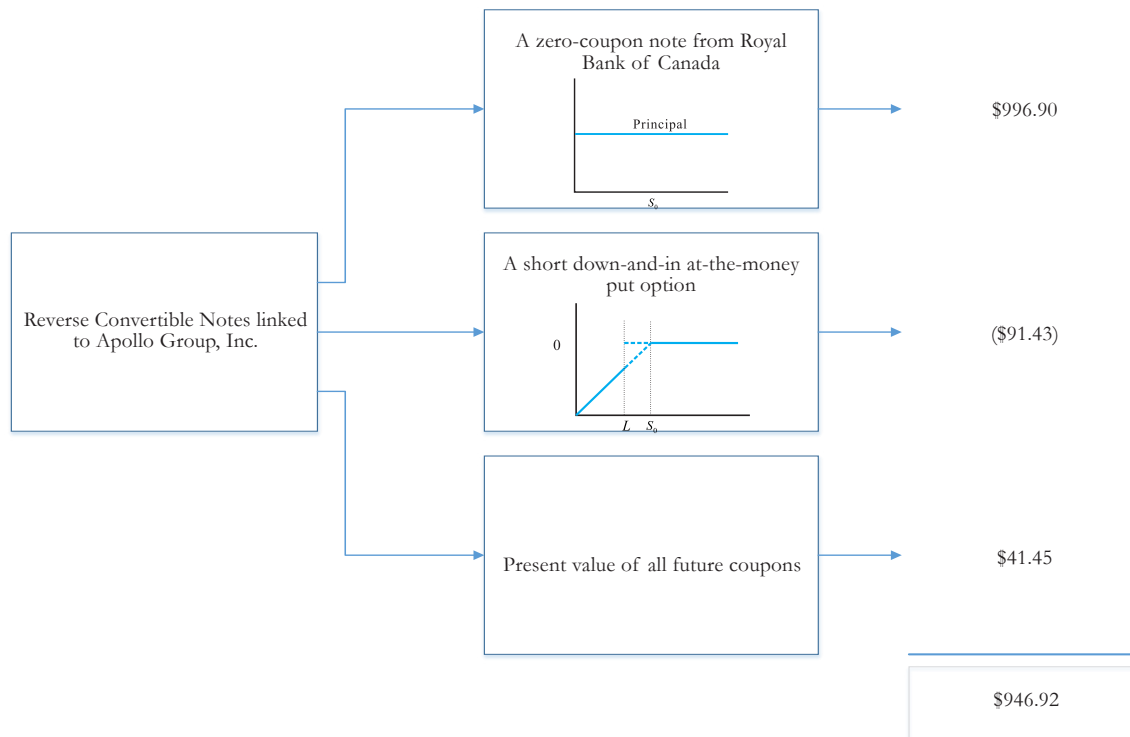 A zero-coupon note from Royal
Bank of Canada
Principal
S₀
$996.90
Reverse Convertible Notes linked
to Apollo Group, Inc.
A short down-and-in at-the-money
put option
0
L S₀
($91.43)
Present value of all future coupons
$41.45
$946.92